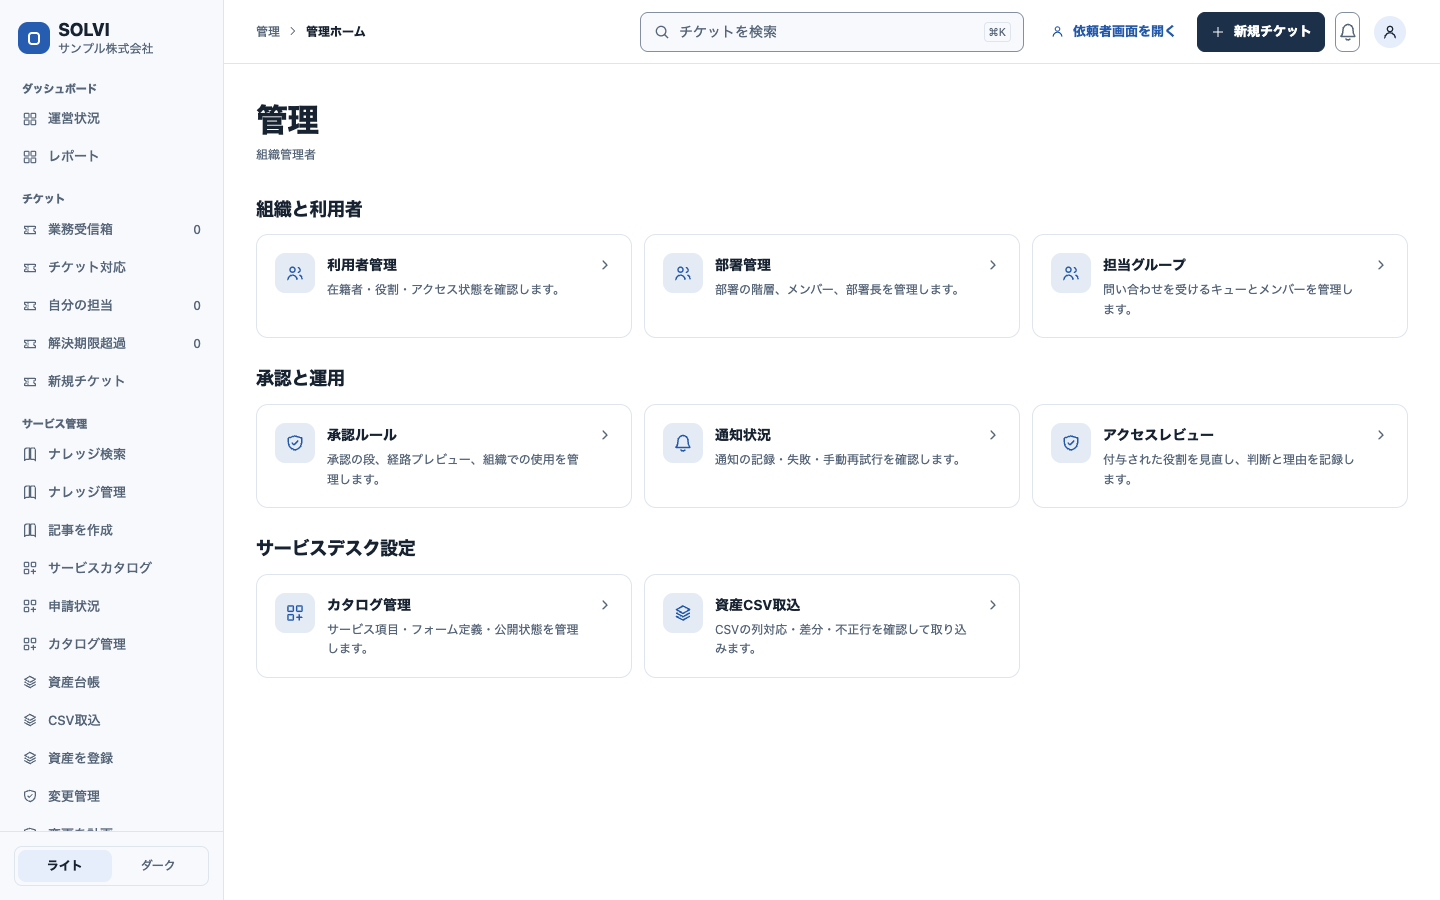 SOLVI
サンプル株式会社
ダッシュボード
運営状況
レポート
チケット
業務受信箱 0
チケット対応
自分の担当 0
解決期限超過 0
新規チケット
サービス管理
ナレッジ検索
ナレッジ管理
記事を作成
サービスカタログ
申請状況
カタログ管理
資産台帳
CSV取込
資産を登録
変更管理
ライト ダーク
管理 > 管理ホーム
チケットを検索 ⌘K
依頼者画面を開く
+ 新規チケット
管理
組織管理者
組織と利用者
利用者管理
在籍者・役割・アクセス状態を確認します。
部署管理
部署の階層、メンバー、部署長を管理します。
担当グループ
問い合わせを受けるキューとメンバーを管理し
ます。
承認と運用
承認ルール
承認の段、経路プレビュー、組織での使用を管
理します。
通知状況
通知の記録・失敗・手動再試行を確認します。
アクセスレビュー
付与された役割を見直し、判断と理由を記録し
ます。
サービスデスク設定
カタログ管理
サービス項目・フォーム定義・公開状態を管理
します。
資産CSV取込
CSVの列対応・差分・不正行を確認して取り込
みます。